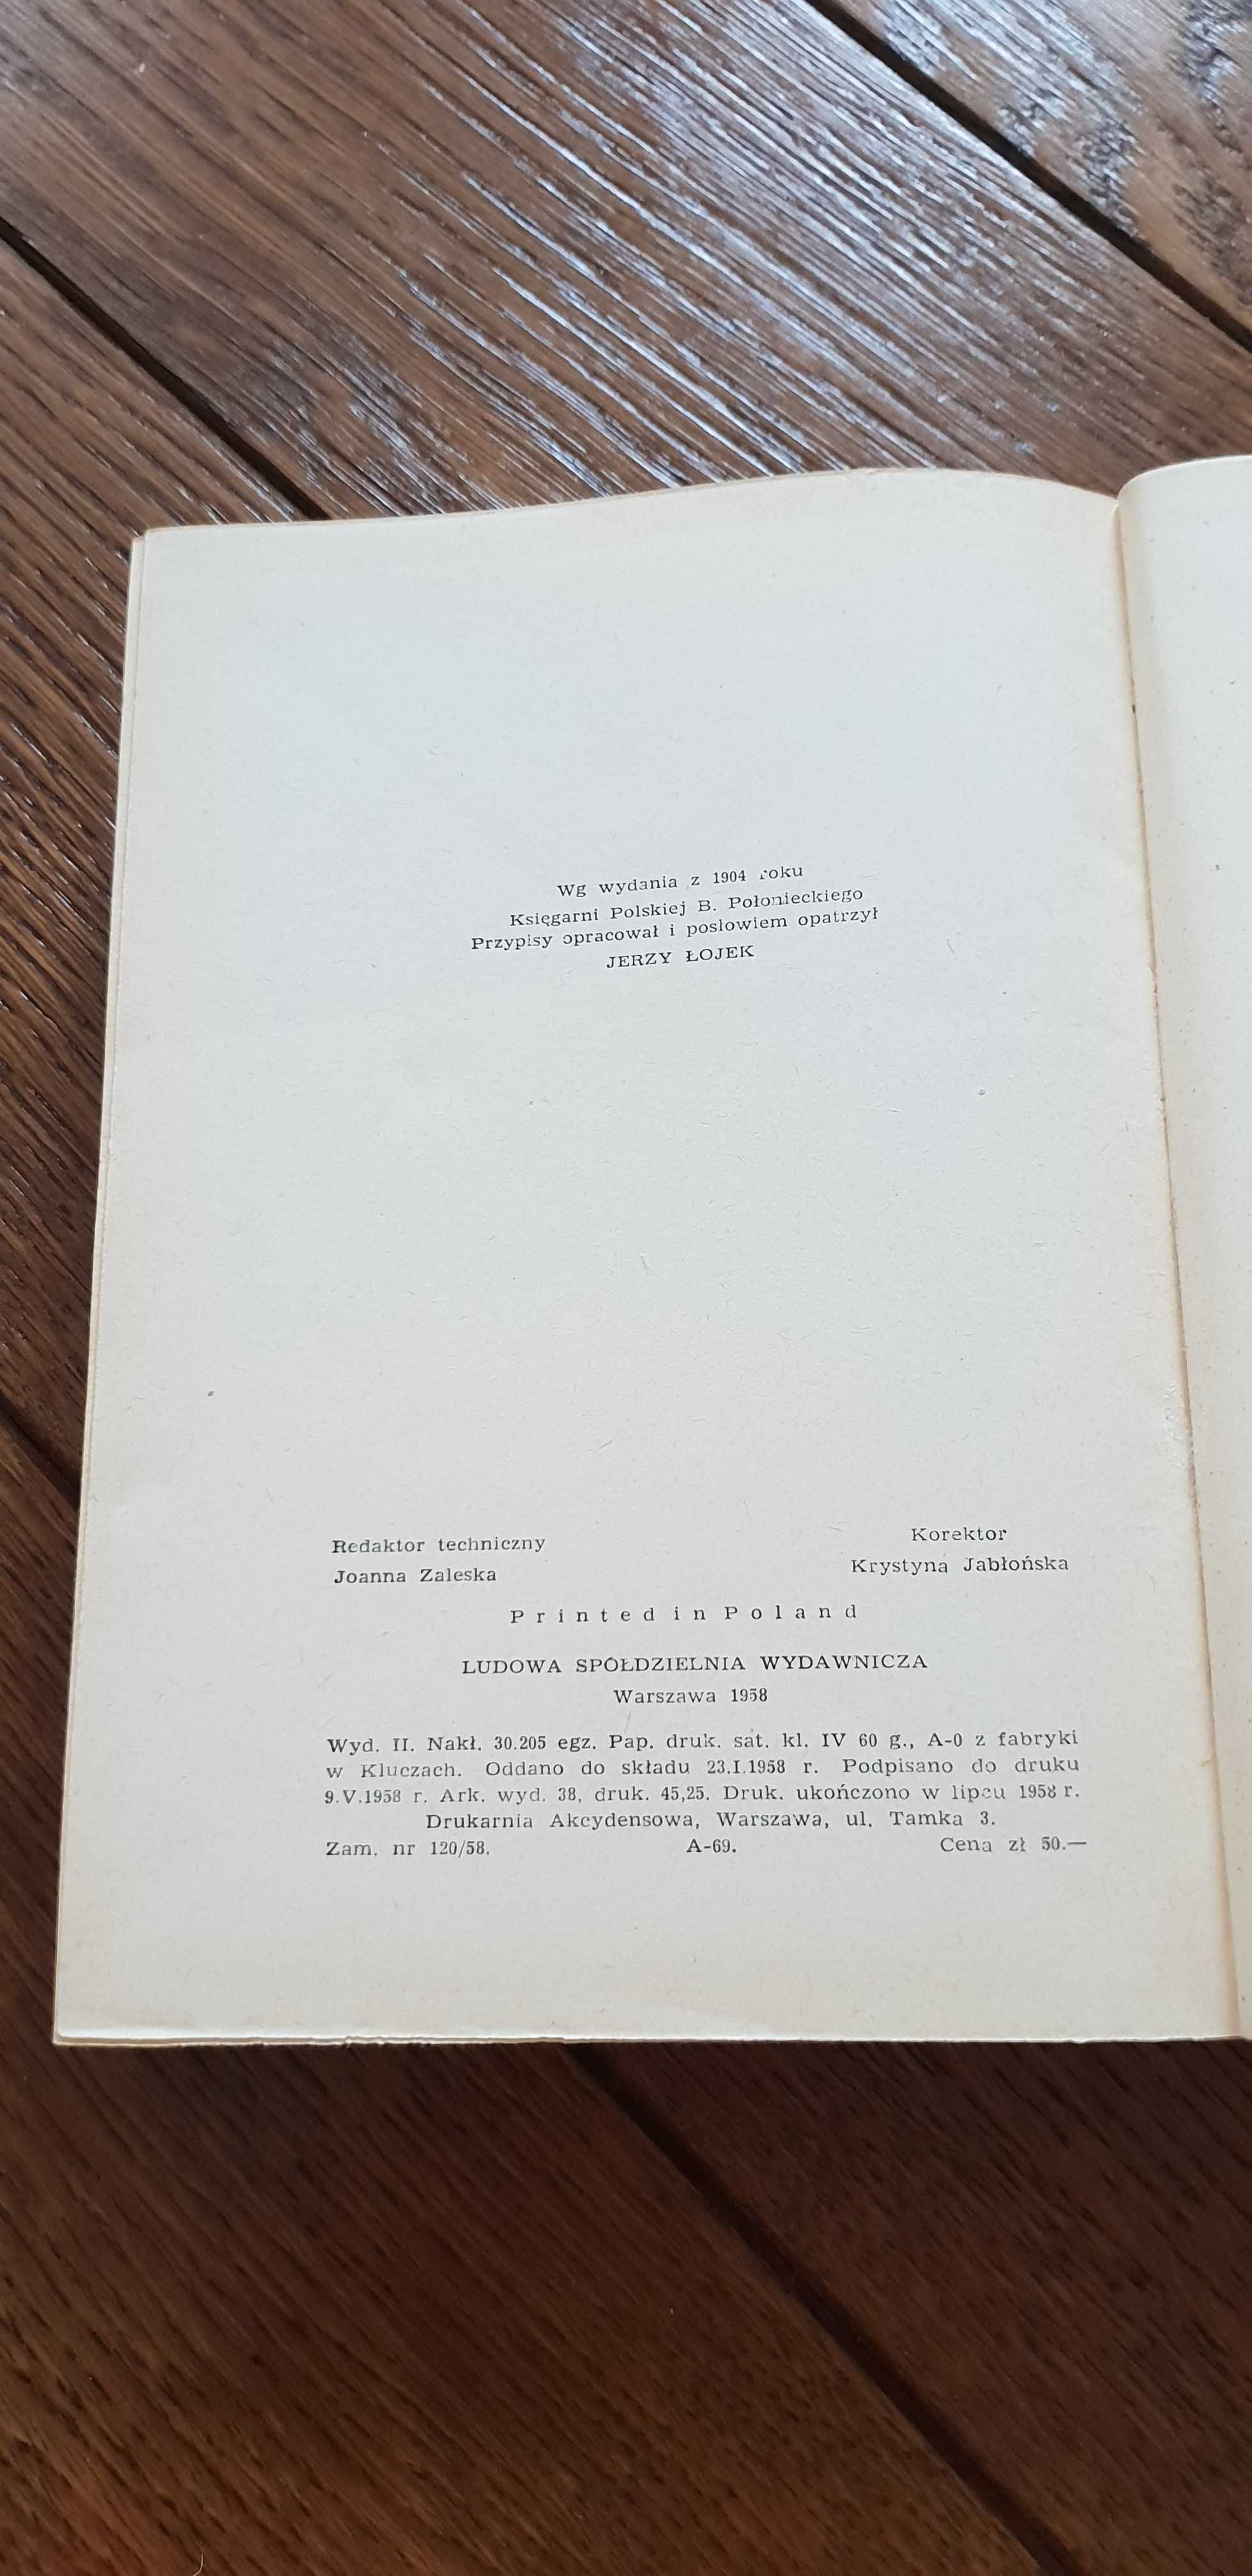 Wg wydania z 1904 roku
Księgarni Polskiej B. Połonieckiego
Przypisy opracował i posłowiem opatrzył
JERZY ŁOJEK
Redaktor techniczny
Joanna Zaleska
Korektor
Krystyna Jabłońska
Printed in Poland
LUDOWA SPÓŁDZIELNIA WYDAWNICZA
Warszawa 1958
Wyd. II. Nakł. 30.205 egz. Pap. druk. sat. kl. IV 60 g., A-0 z fabryki
w Kluczach. Oddano do składu 23.I.1958 r. Podpisano do druku
9.V.1958 r. Ark. wyd. 38, druk. 45,25. Druk. ukończono w lipcu 1958 r.
Drukarnia Akcydensowa, Warszawa, ul. Tamka 3.
Zam. nr 120/58. A-69. Cena zł 50.—